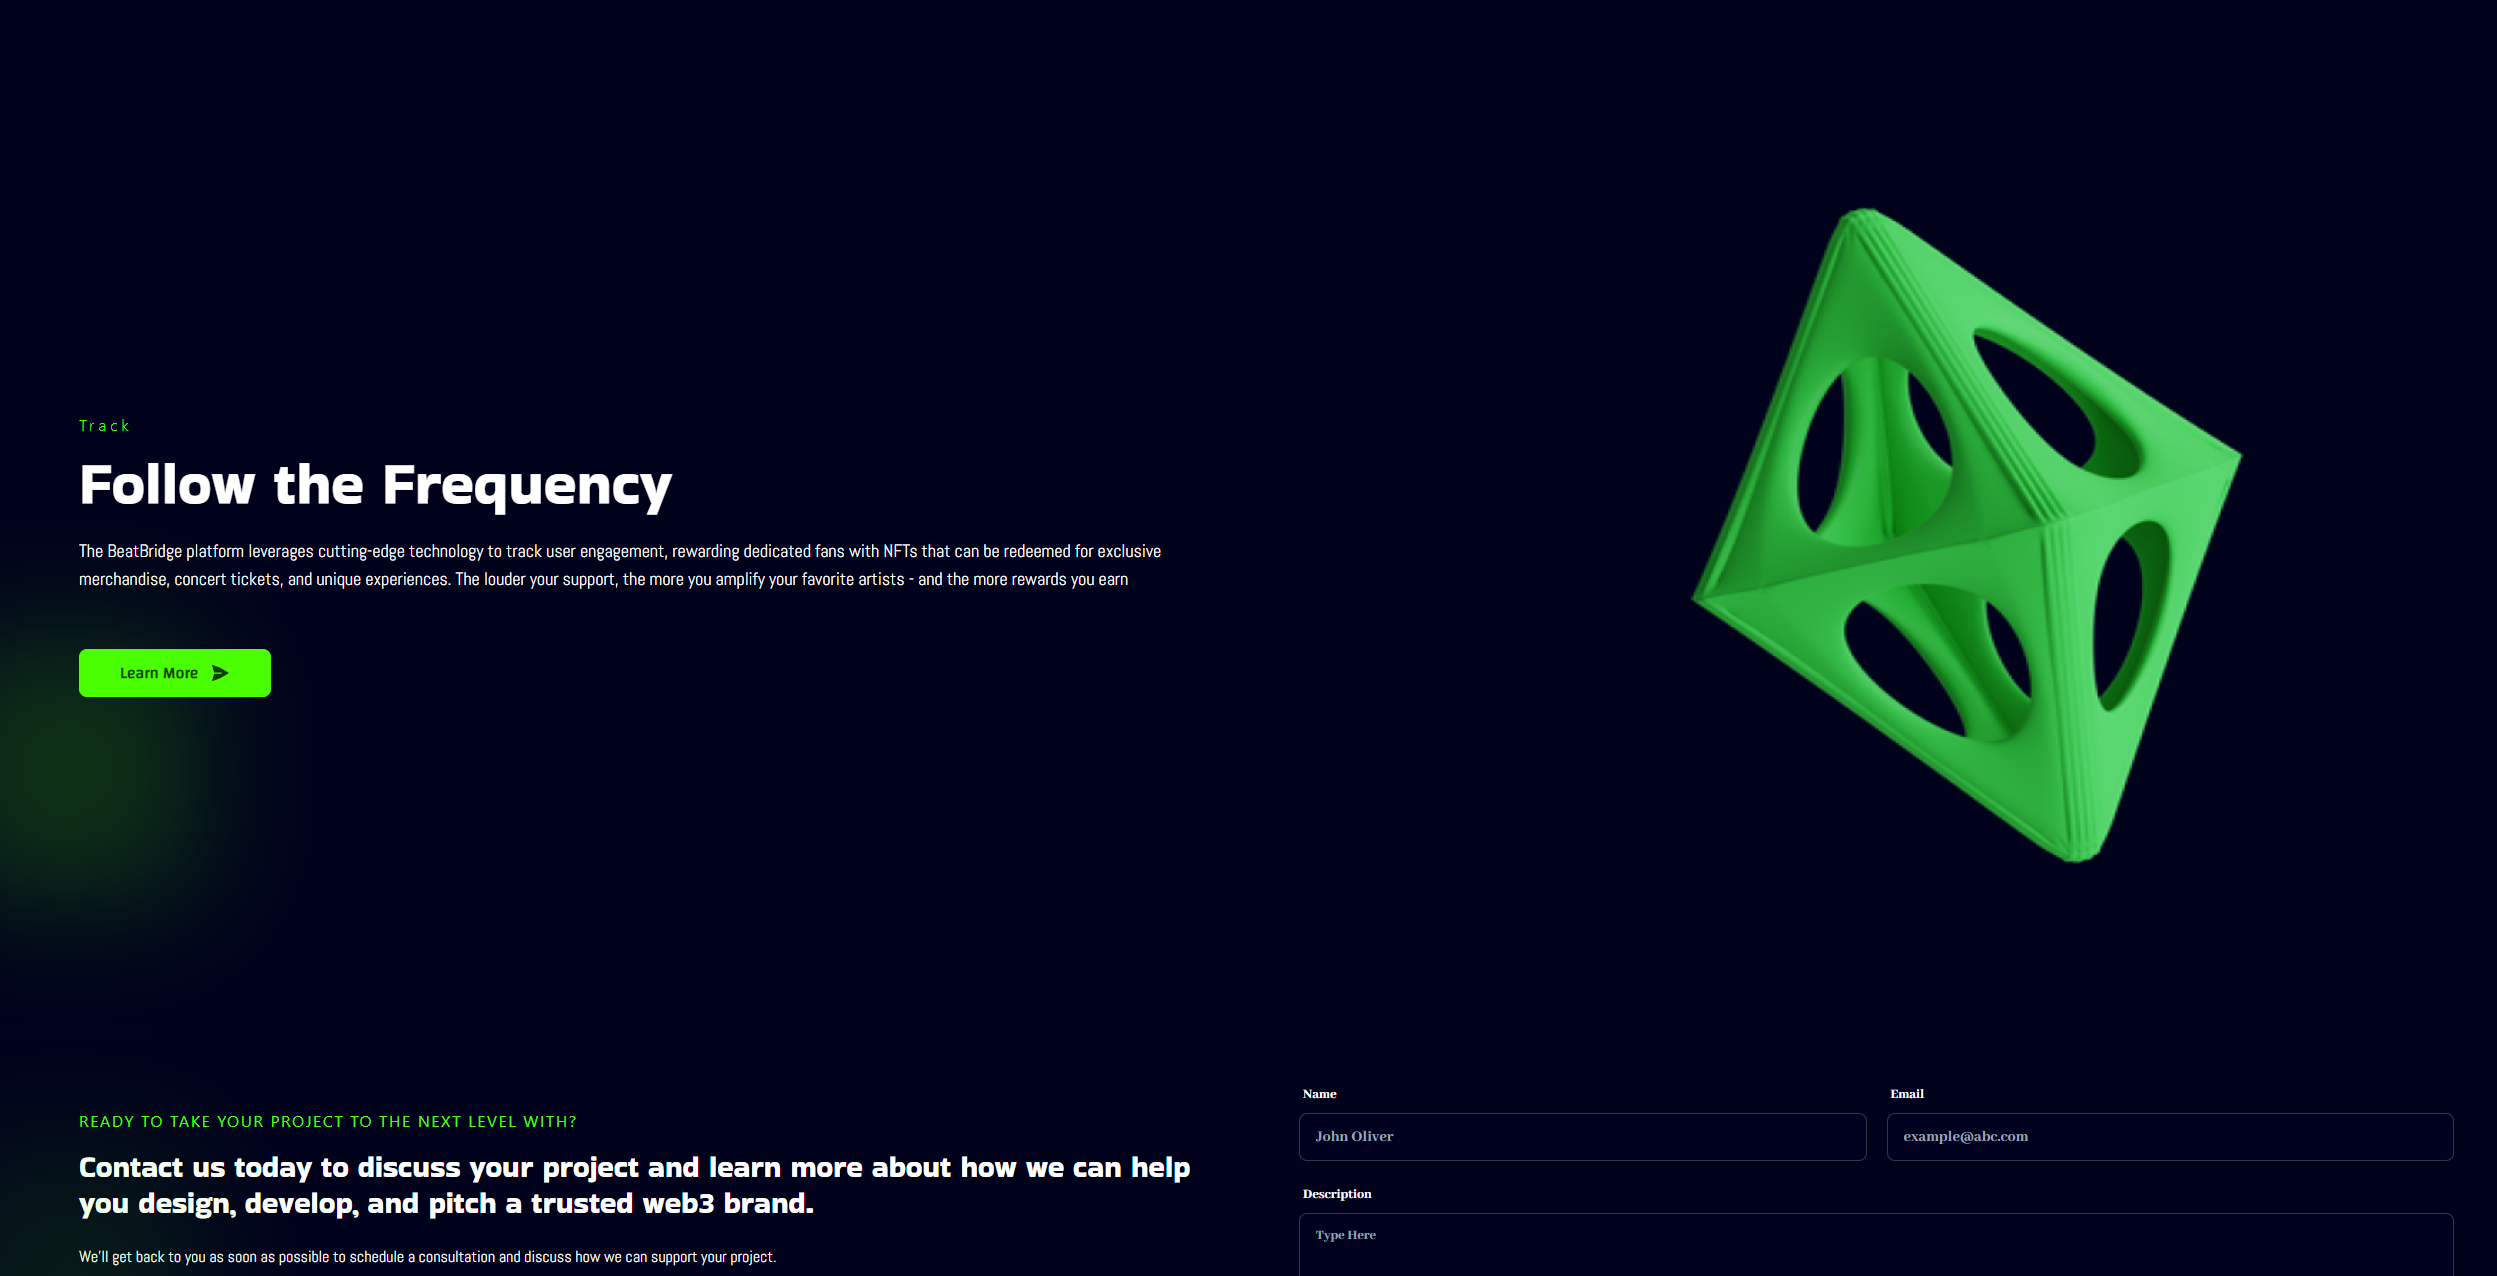 Track
Follow the Frequency
The BeatBridge platform leverages cutting-edge technology to track user engagement, rewarding dedicated fans with NFTs that can be redeemed for exclusive
merchandise, concert tickets, and unique experiences. The louder your support, the more you amplify your favorite artists - and the more rewards you earn
Learn More
READY TO TAKE YOUR PROJECT TO THE NEXT LEVEL WITH?
Contact us today to discuss your project and learn more about how we can help
you design, develop, and pitch a trusted web3 brand.
We'll get back to you as soon as possible to schedule a consultation and discuss how we can support your project.
Name
John Oliver
Email
example@abc.com
Description
Type Here